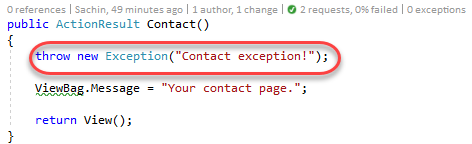 0 references | Sachin, 49 minutes ago | 1 author, 1 change | 2 requests, 0% failed | 0 exceptions
public ActionResult Contact()
{
throw new Exception("Contact exception!");
ViewBag.Message = "Your contact page.";
return View();
}